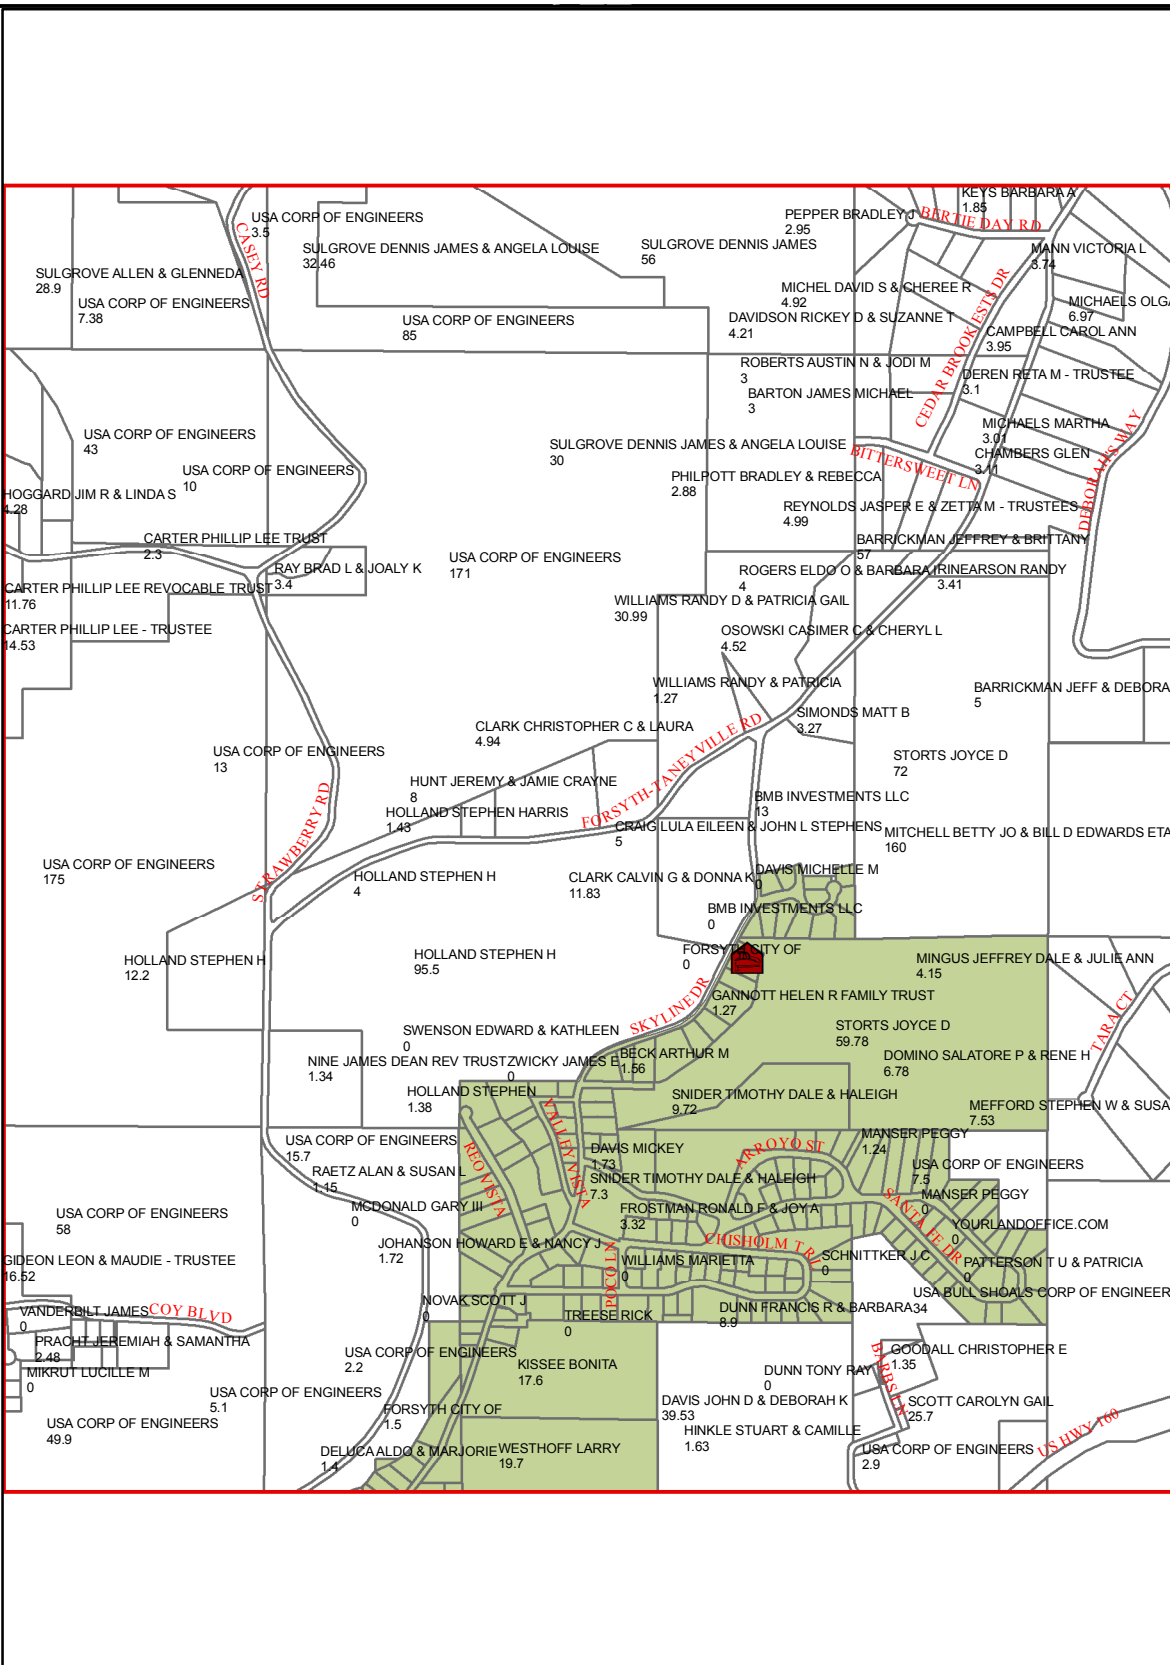 KEYS BARBARA A
1.85
PEPPER BRADLEY J
2.95
BERTIE DAY RD
USA CORP OF ENGINEERS
3.5
CASEY RD
SULGROVE DENNIS JAMES & ANGELA LOUISE
32.46
SULGROVE DENNIS JAMES
56
MANN VICTORIA L
3.74
SULGROVE ALLEN & GLENNEDA
28.9
USA CORP OF ENGINEERS
7.38
MICHEL DAVID S & CHEREE R
4.92
CEDAR BROOK ESTS DR
MICHAELS OLGA
6.97
USA CORP OF ENGINEERS
85
DAVIDSON RICKEY D & SUZANNE T
4.21
CAMPBELL CAROL ANN
3.95
ROBERTS AUSTIN N & JODI M
3
DEREN RETA M - TRUSTEE
3.1
BARTON JAMES MICHAEL
3
DEBORAH'S WAY
MICHAELS MARTHA
3.01
USA CORP OF ENGINEERS
43
SULGROVE DENNIS JAMES & ANGELA LOUISE
30
BITTERSWEET LN
CHAMBERS GLEN
3.11
USA CORP OF ENGINEERS
10
PHILPOTT BRADLEY & REBECCA
2.88
HOGGARD JIM R & LINDA S
4.28
REYNOLDS JASPER E & ZETTA M - TRUSTEES
4.99
CARTER PHILLIP LEE TRUST
2.3
BARRICKMAN JEFFREY & BRITTANY
57
USA CORP OF ENGINEERS
171
RAY BRAD L & JOALY K
3.4
ROGERS ELDO O & BARBARA
4
RINEARSON RANDY
3.41
CARTER PHILLIP LEE REVOCABLE TRUST
11.76
WILLIAMS RANDY D & PATRICIA GAIL
30.99
CARTER PHILLIP LEE - TRUSTEE
14.53
OSOWSKI CASIMER C & CHERYL L
4.52
WILLIAMS RANDY & PATRICIA
1.27
BARRICKMAN JEFF & DEBORA
5
SIMONDS MATT B
3.27
CLARK CHRISTOPHER C & LAURA
4.94
FORSYTH-TANEYVILLE RD
USA CORP OF ENGINEERS
13
STORTS JOYCE D
72
HUNT JEREMY & JAMIE CRAYNE
8
STRAWBERRY RD
BMB INVESTMENTS LLC
13
HOLLAND STEPHEN HARRIS
1.43
CRAIG LULA EILEEN & JOHN L STEPHENS
5
MITCHELL BETTY JO & BILL D EDWARDS ETA
160
USA CORP OF ENGINEERS
175
HOLLAND STEPHEN H
4
CLARK CALVIN G & DONNA K
11.83
DAVIS MICHELLE M
0
BMB INVESTMENTS LLC
0
FORSYTH CITY OF
0
HOLLAND STEPHEN H
12.2
HOLLAND STEPHEN H
95.5
MINGUS JEFFREY DALE & JULIE ANN
4.15
GANNOTT HELEN R FAMILY TRUST
1.27
SKYLINE DR
TARA CT
STORTS JOYCE D
59.78
SWENSON EDWARD & KATHLEEN
0
BECK ARTHUR M
1.56
DOMINO SALATORE P & RENE H
6.78
NINE JAMES DEAN REV TRUST
1.34
ZWICKY JAMES E
0
HOLLAND STEPHEN
1.38
SNIDER TIMOTHY DALE & HALEIGH
9.72
MEFFORD STEPHEN W & SUSA
7.53
VALLEY VISTA
REO VISTA
USA CORP OF ENGINEERS
15.7
DAVIS MICKEY
1.73
ARROYO ST
MANSER PEGGY
1.24
RAETZ ALAN & SUSAN L
1.15
SNIDER TIMOTHY DALE & HALEIGH
7.3
USA CORP OF ENGINEERS
7.5
SANTA FE DR
MANSER PEGGY
0
MCDONALD GARY III
0
FROSTMAN RONALD F & JOY A
3.32
USA CORP OF ENGINEERS
58
YOURLANDOFFICE.COM
0
JOHANSON HOWARD E & NANCY J
1.72
CHISHOLM TRL
SCHNITTKER J C
0
GIDEON LEON & MAUDIE - TRUSTEE
16.52
POCO LN
WILLIAMS MARIETTA
0
PATTERSON T U & PATRICIA
0
USA BULL SHOALS CORP OF ENGINEER
34
NOVAK SCOTT J
0
VANDERBILT JAMES
0
COY BLVD
TREESE RICK
0
DUNN FRANCIS R & BARBARA
8.9
PRACHT JEREMIAH & SAMANTHA
2.48
USA CORP OF ENGINEERS
2.2
BARBS LN
GOODALL CHRISTOPHER E
1.35
MIKRUT LUCILLE M
0
KISSEE BONITA
17.6
DUNN TONY RAY
0
USA CORP OF ENGINEERS
5.1
DAVIS JOHN D & DEBORAH K
39.53
SCOTT CAROLYN GAIL
25.7
FORSYTH CITY OF
1.5
US HWY 160
USA CORP OF ENGINEERS
49.9
HINKLE STUART & CAMILLE
1.63
DELUCA ALDO & MARJORIE
1.4
WESTHOFF LARRY
19.7
USA CORP OF ENGINEERS
2.9